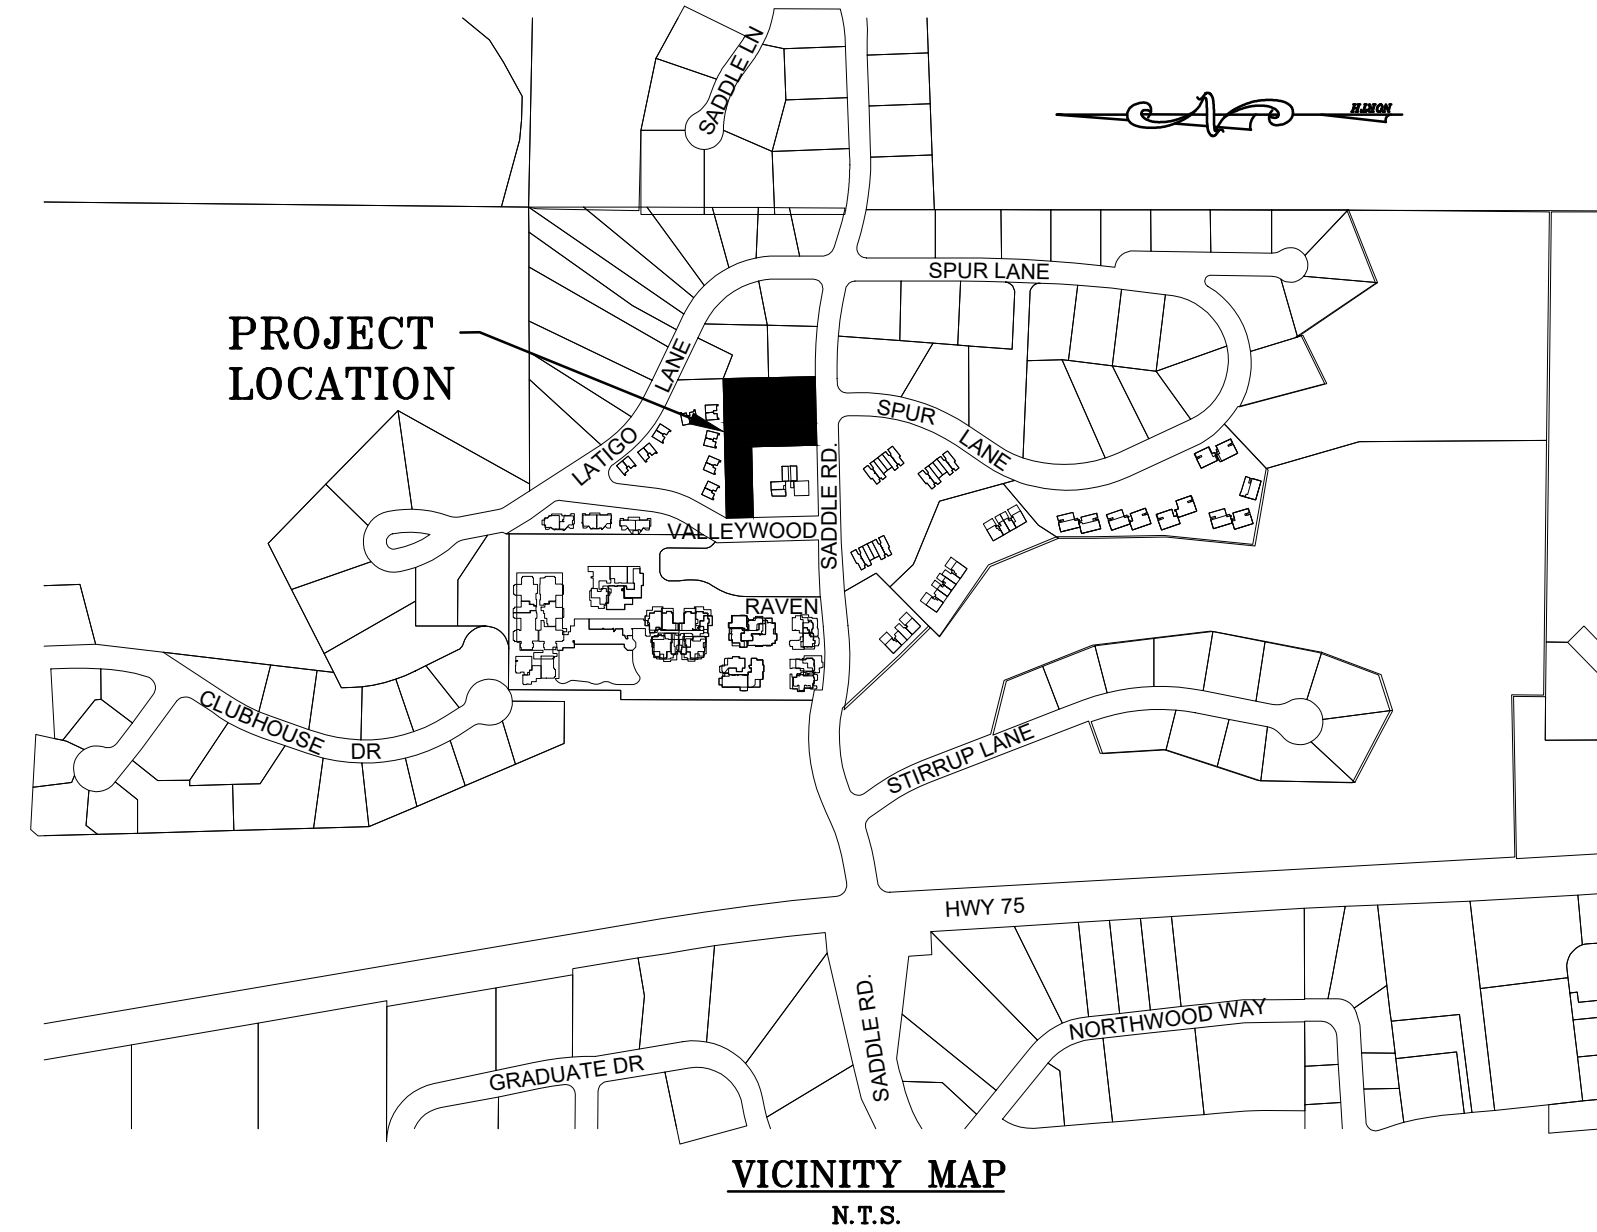 SADDLE LN
NORTH
SPUR LANE
PROJECT
LOCATION
LATIGO LANE
SPUR LANE
SADDLE RD.
VALLEYWOOD
RAVEN
CLUBHOUSE DR
STIRRUP LANE
HWY 75
SADDLE RD.
NORTHWOOD WAY
GRADUATE DR
VICINITY MAP
N.T.S.